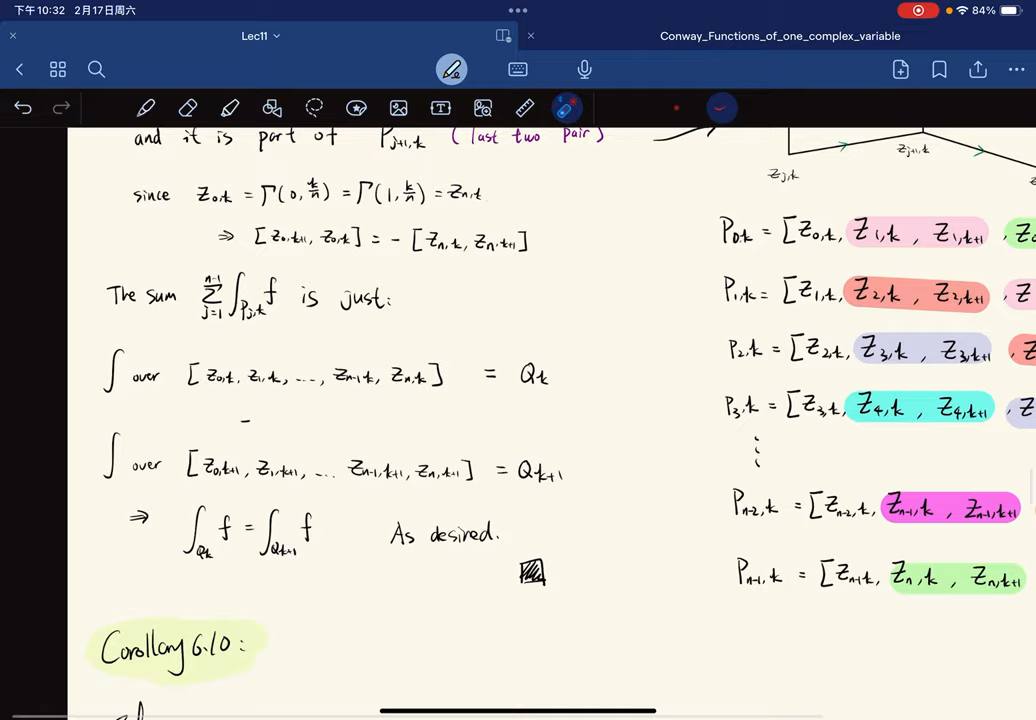 下午10:32 2月17日周六
84%
Lec11
Conway_Functions_of_one_complex_variable
and it is part of P_{j+1,k} (last two pair)
since Z_{0,k} = Γ(0, k/n) = Γ(1, k/n) = Z_{n,k}
⇒ [Z_{0,k+1}, Z_{0,k}] = - [Z_{n,k}, Z_{n,k+1}]
The sum \sum_{j=1}^{n-1} ∫_{P_{j,k}} f is just:
∫ over [Z_{0,k}, Z_{1,k}, ..., Z_{n-1,k}, Z_{n,k}] = Q_k
-
∫ over [Z_{0,k+1}, Z_{1,k+1}, ... Z_{n-1,k+1}, Z_{n,k+1}] = Q_{k+1}
⇒ ∫_{Q_k} f = ∫_{Q_{k+1}} f As desired.
Corollary 6.10:
Z_{j,k}
Z_{j+1,k}
P_{0,k} = [Z_{0,k}, Z_{1,k}, Z_{1,k+1}, Z
P_{1,k} = [Z_{1,k}, Z_{2,k}, Z_{2,k+1}, Z
P_{2,k} = [Z_{2,k}, Z_{3,k}, Z_{3,k+1},
P_{3,k} = [Z_{3,k}, Z_{4,k}, Z_{4,k+1},
⋮
P_{n-2,k} = [Z_{n-2,k}, Z_{n-1,k}, Z_{n-1,k+1}
P_{n-1,k} = [Z_{n-1,k}, Z_{n,k}, Z_{n,k+1}